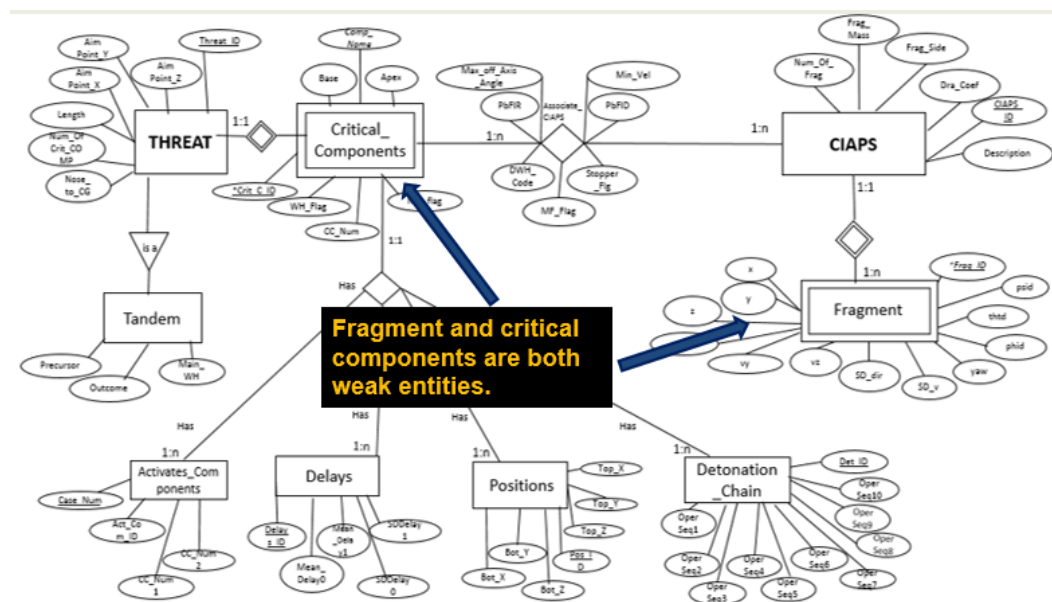 Aim
Point_Y
Threat_ID
Aim
Point_Z
Aim
Point_X
Length
Num_Of
Crit_CO
MP
Nose_
to_CG
THREAT
1:1
Comp_
Name
Base
Apex
Critical_
Components
*Crit_C_ID
WH_Flag
CC_Num
_flag
1:1
1:n
Max_off_Axis
_Angle
Min_Vel
PbFIR
Associate_
CIAPS
PbFID
DWH_
Code
Stopper
_Flg
MF_Flag
1:n
Frag_
Mass
Num_Of_
Frag
Frag_Side
Dra_Coef
CIAPS_
ID
Description
CIAPS
1:1
1:n
*Frag_ID
Fragment
x
y
z
vy
vz
SD_dir
SD_v
yaw
phid
thtd
psid
is a
Tandem
Precursor
Outcome
Main_
WH
Has
Fragment and critical
components are both
weak entities.
Has
Has
Has
Has
1:n
1:n
1:n
1:n
Activates_Com
ponents
Case_Num
Act_Co
m_ID
CC_Num
1
CC_Num
2
Delays
Delay
s_ID
Mean_
Delay0
Mean
_Dela
y1
SDDelay
1
SDDelay
0
Positions
Top_X
Top_Y
Top_Z
Pos_I
D
Bot_X
Bot_Y
Bot_Z
Detonation
_Chain
Det_ID
Oper
Seq10
Oper
Seq9
Oper
Seq8
Oper
Seq1
Oper
Seq2
Oper
Seq3
Oper
Seq4
Oper
Seq5
Oper
Seq6
Oper
Seq7